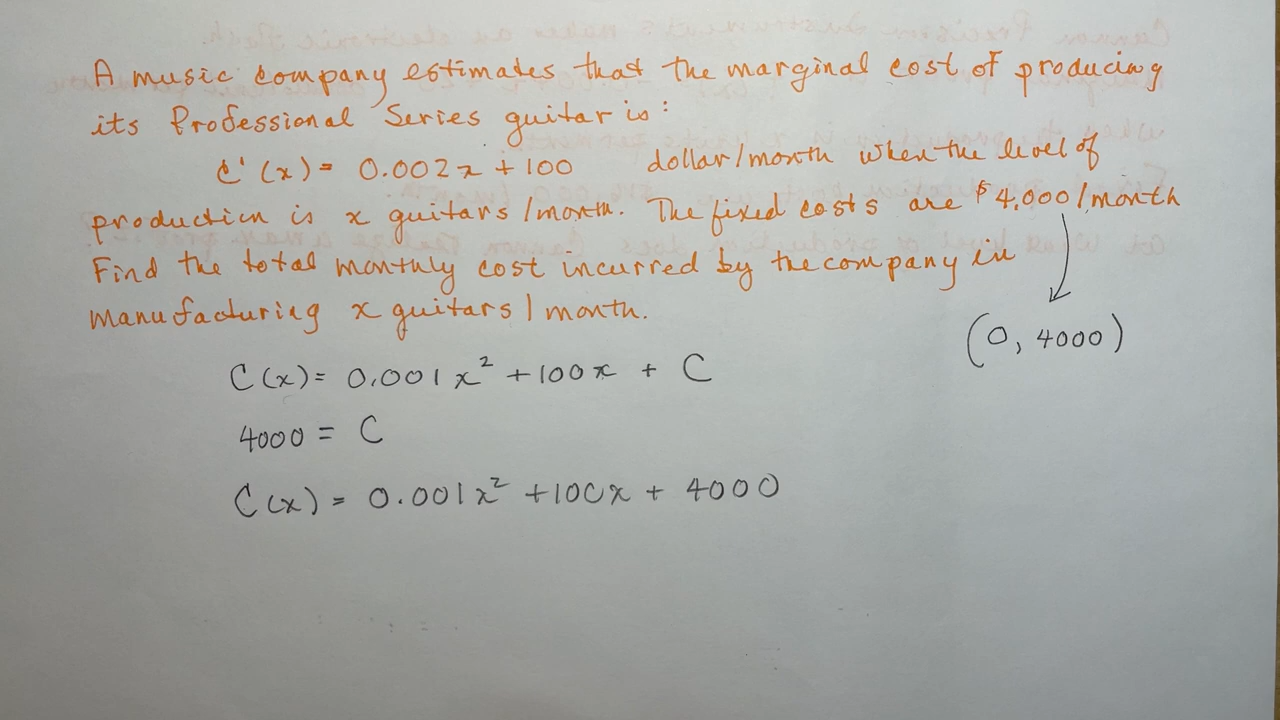 A music company estimates that the marginal cost of producing
its Professional Series guitar is:
C'(x) = 0.002x + 100 dollar/month when the level of
production is x guitars/month. The fixed costs are $4,000/month
Find the total monthly cost incurred by the company in
manufacturing x guitars/month.
(0, 4000)
C(x) = 0.001x² + 100x + C
4000 = C
C(x) = 0.001x² + 100x + 4000